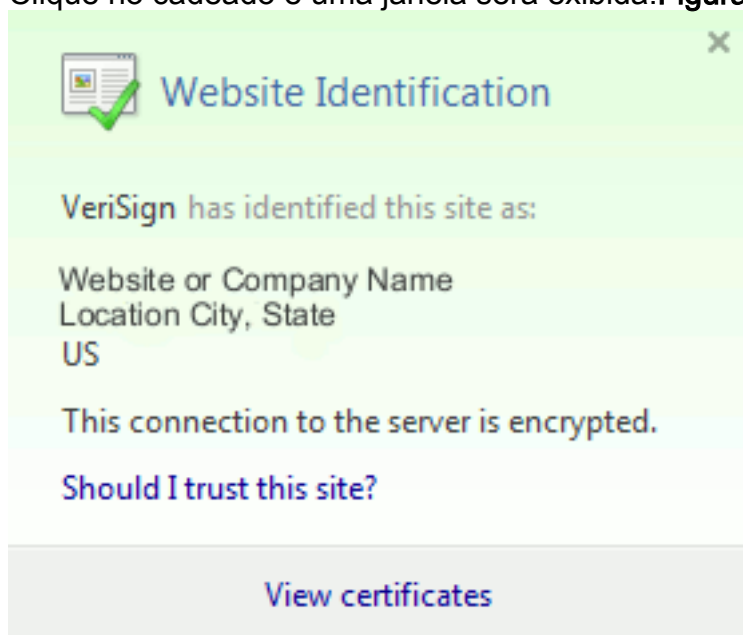 Clique no cadeado e uma janela será exibida.Figura
Website Identification
VeriSign has identified this site as:
Website or Company Name
Location City, State
US
This connection to the server is encrypted.
Should I trust this site?
View certificates